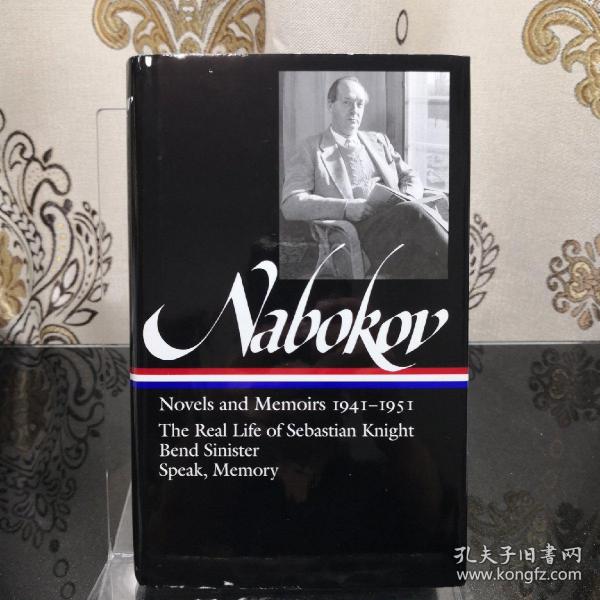 Nabokov
Novels and Memoirs 1941–1951
The Real Life of Sebastian Knight
Bend Sinister
Speak, Memory
孔夫子旧书网
www.kongfz.com